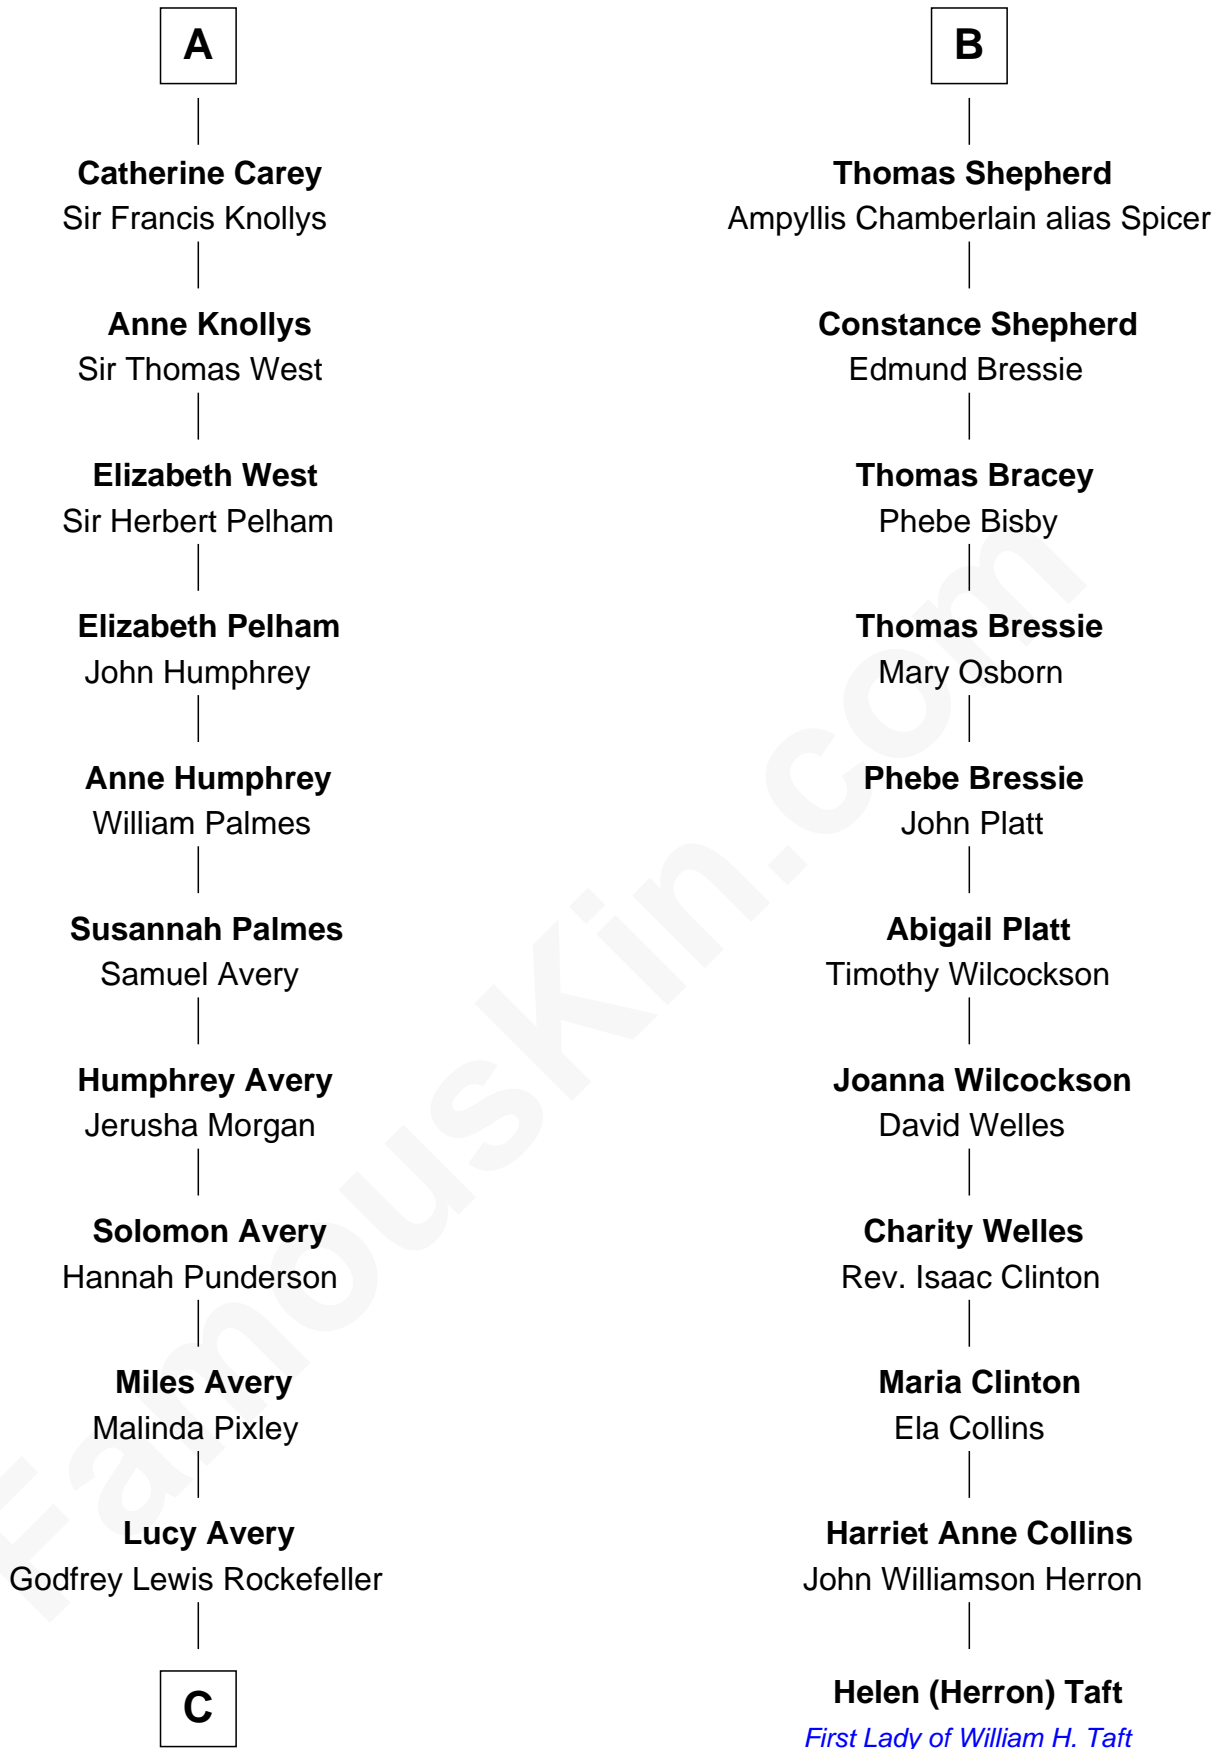 A
Catherine Carey
Sir Francis Knollys
Anne Knollys
Sir Thomas West
Elizabeth West
Sir Herbert Pelham
Elizabeth Pelham
John Humphrey
Anne Humphrey
William Palmes
Susannah Palmes
Samuel Avery
Humphrey Avery
Jerusha Morgan
Solomon Avery
Hannah Punderson
Miles Avery
Malinda Pixley
Lucy Avery
Godfrey Lewis Rockefeller
C
B
Thomas Shepherd
Ampyllis Chamberlain alias Spicer
Constance Shepherd
Edmund Bressie
Thomas Bracey
Phebe Bisby
Thomas Bressie
Mary Osborn
Phebe Bressie
John Platt
Abigail Platt
Timothy Wilcockson
Joanna Wilcockson
David Welles
Charity Welles
Rev. Isaac Clinton
Maria Clinton
Ela Collins
Harriet Anne Collins
John Williamson Herron
Helen (Herron) Taft
First Lady of William H. Taft
FamousKin.com